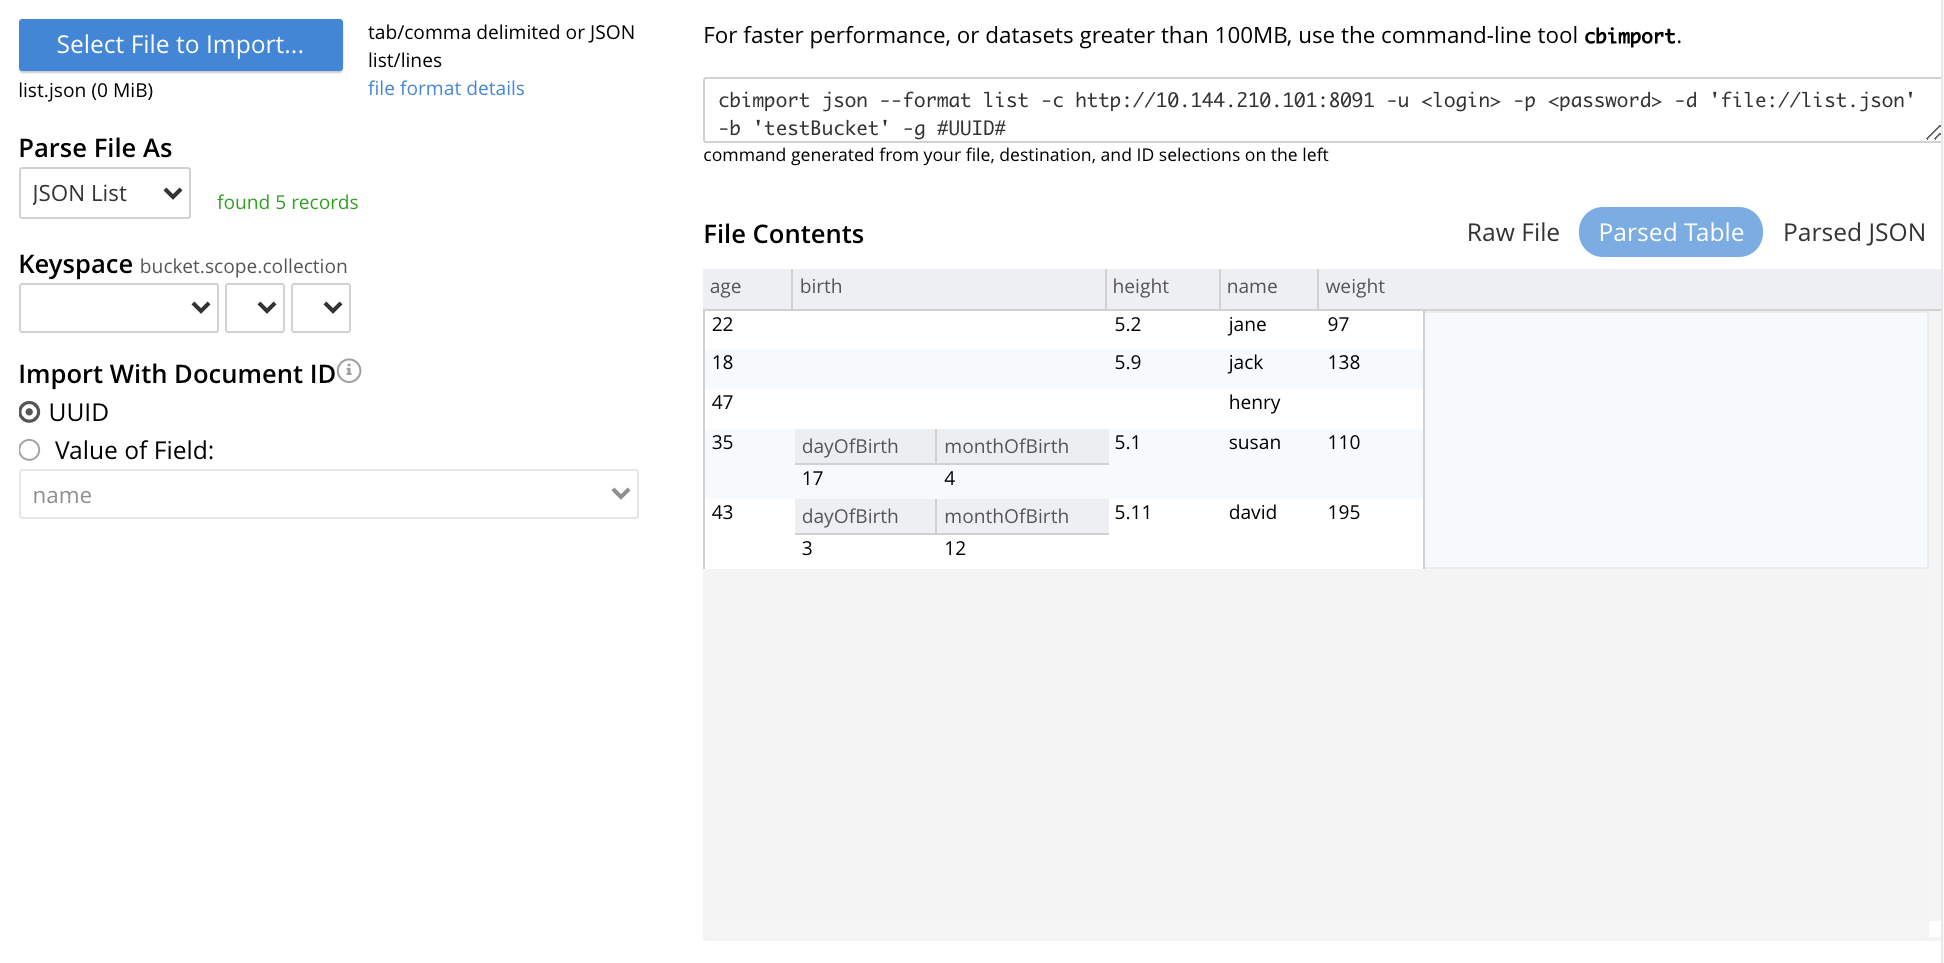 Select File to Import...
tab/comma delimited or JSON
list/lines
file format details
list.json (0 MiB)
Parse File As
JSON List
found 5 records
Keyspace bucket.scope.collection
Import With Document ID
UUID
Value of Field:
name
For faster performance, or datasets greater than 100MB, use the command-line tool cbimport.
cbimport json --format list -c http://10.144.210.101:8091 -u <login> -p <password> -d 'file://list.json'
-b 'testBucket' -g #UUID#
command generated from your file, destination, and ID selections on the left
File Contents
Raw File Parsed Table Parsed JSON
age birth height name weight
22 5.2 jane 97
18 5.9 jack 138
47 henry
35 dayOfBirth monthOfBirth 5.1 susan 110
17 4
43 dayOfBirth monthOfBirth 5.11 david 195
3 12